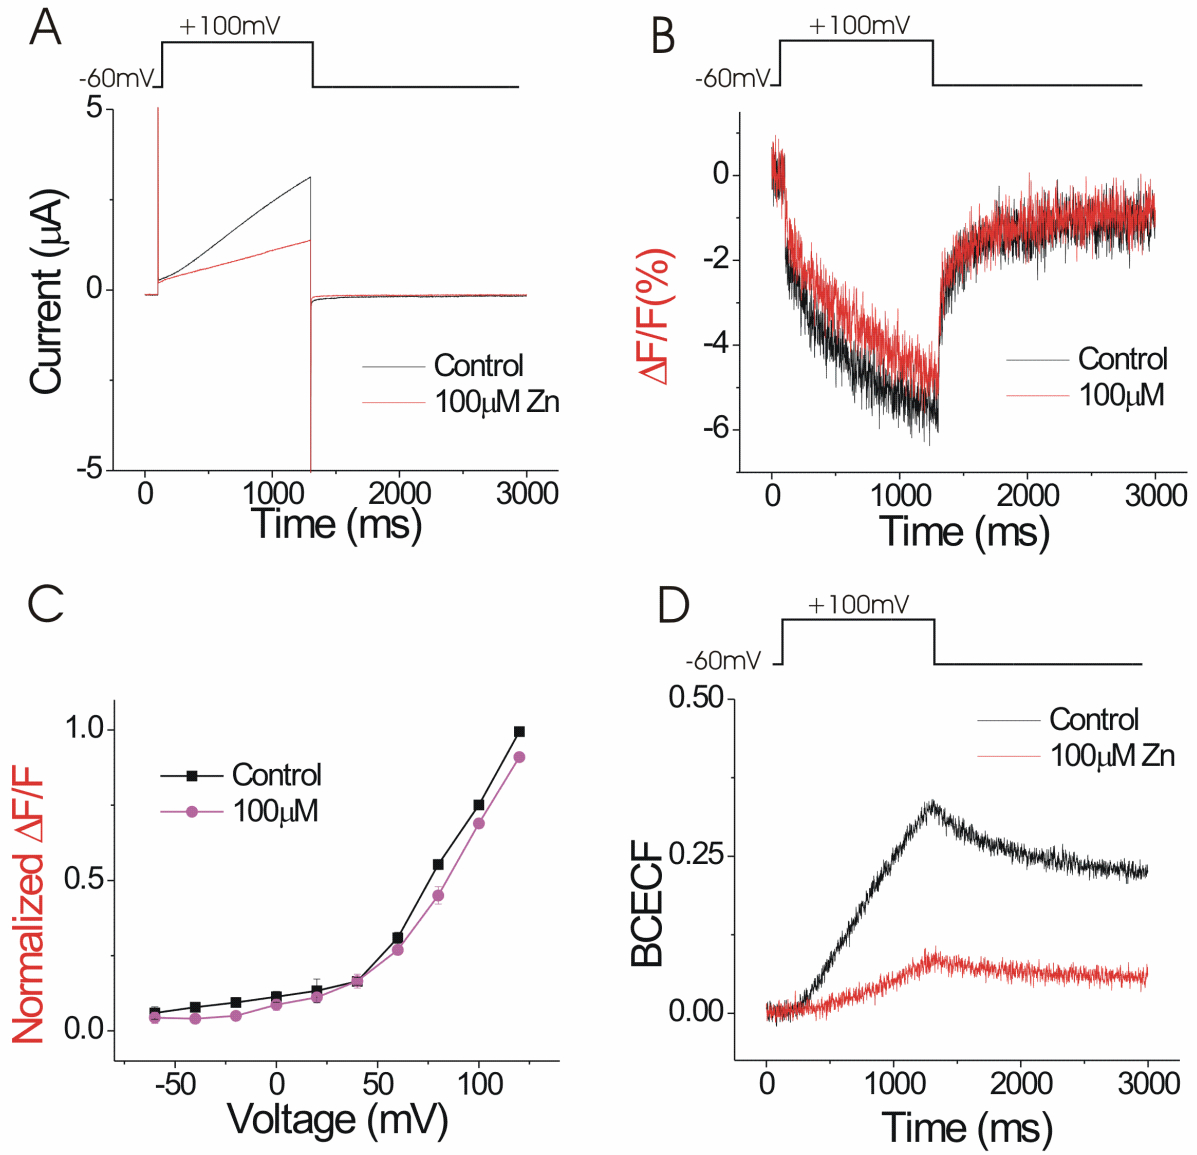 A
+100mV
-60mV
5
0
-5
Current (μA)
Control
100μM Zn
0 1000 2000 3000
Time (ms)
B
+100mV
-60mV
0
-2
-4
-6
ΔF/F(%)
Control
100μM
0 1000 2000 3000
Time (ms)
C
1.0
0.5
0.0
Normalized ΔF/F
Control
100μM
-50 0 50 100
Voltage (mV)
D
+100mV
-60mV
0.50
0.25
0.00
BCECF
Control
100μM Zn
0 1000 2000 3000
Time (ms)